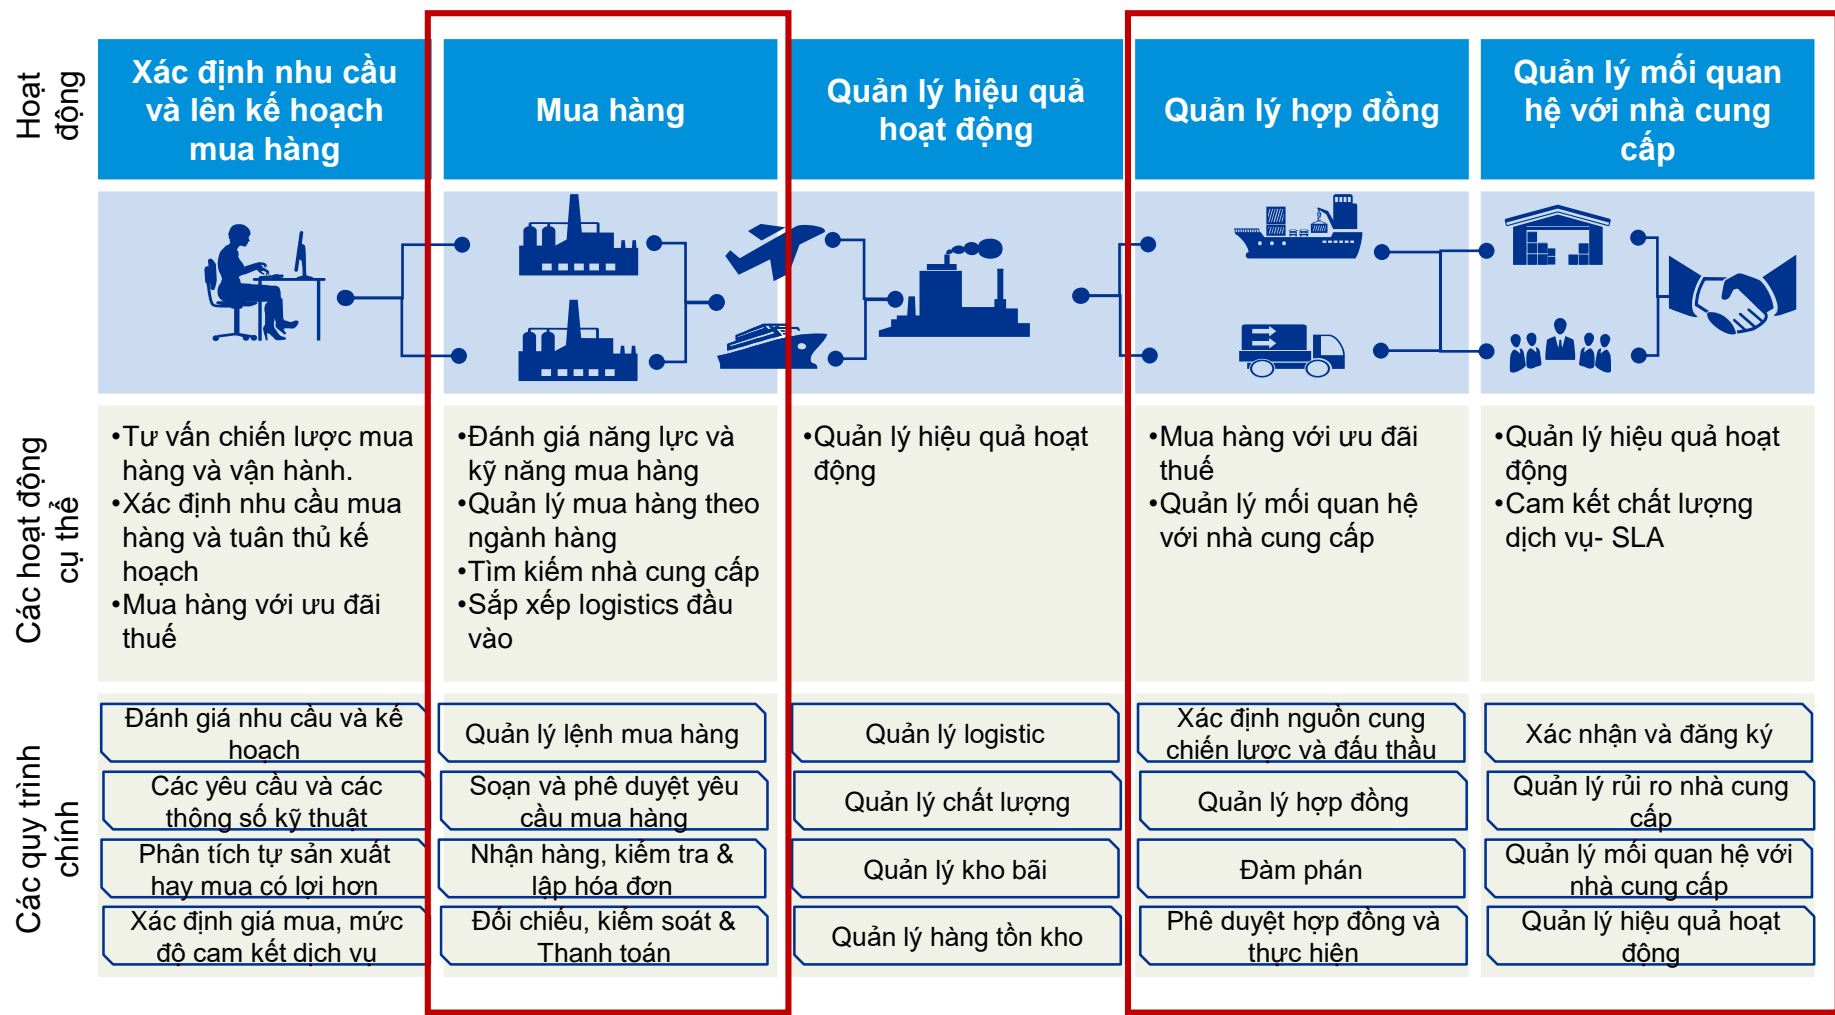 Hoạt
động
Xác định nhu cầu
và lên kế hoạch
mua hàng
Mua hàng
Quản lý hiệu quả
hoạt động
Quản lý hợp đồng
Quản lý mối quan
hệ với nhà cung
cấp
Các hoạt động
cụ thể
•Tư vấn chiến lược mua
hàng và vận hành.
•Xác định nhu cầu mua
hàng và tuân thủ kế
hoạch
•Mua hàng với ưu đãi
thuế
•Đánh giá năng lực và
kỹ năng mua hàng
•Quản lý mua hàng theo
ngành hàng
•Tìm kiếm nhà cung cấp
•Sắp xếp logistics đầu
vào
•Quản lý hiệu quả hoạt
động
•Mua hàng với ưu đãi
thuế
•Quản lý mối quan hệ
với nhà cung cấp
•Quản lý hiệu quả hoạt
động
•Cam kết chất lượng
dịch vụ- SLA
Các quy trình
chính
Đánh giá nhu cầu và kế
hoạch
Các yêu cầu và các
thông số kỹ thuật
Phân tích tự sản xuất
hay mua có lợi hơn
Xác định giá mua, mức
độ cam kết dịch vụ
Quản lý lệnh mua hàng
Soạn và phê duyệt yêu
cầu mua hàng
Nhận hàng, kiểm tra &
lập hóa đơn
Đối chiếu, kiểm soát &
Thanh toán
Quản lý logistic
Quản lý chất lượng
Quản lý kho bãi
Quản lý hàng tồn kho
Xác định nguồn cung
chiến lược và đấu thầu
Quản lý hợp đồng
Đàm phán
Phê duyệt hợp đồng và
thực hiện
Xác nhận và đăng ký
Quản lý rủi ro nhà cung
cấp
Quản lý mối quan hệ với
nhà cung cấp
Quản lý hiệu quả hoạt
động